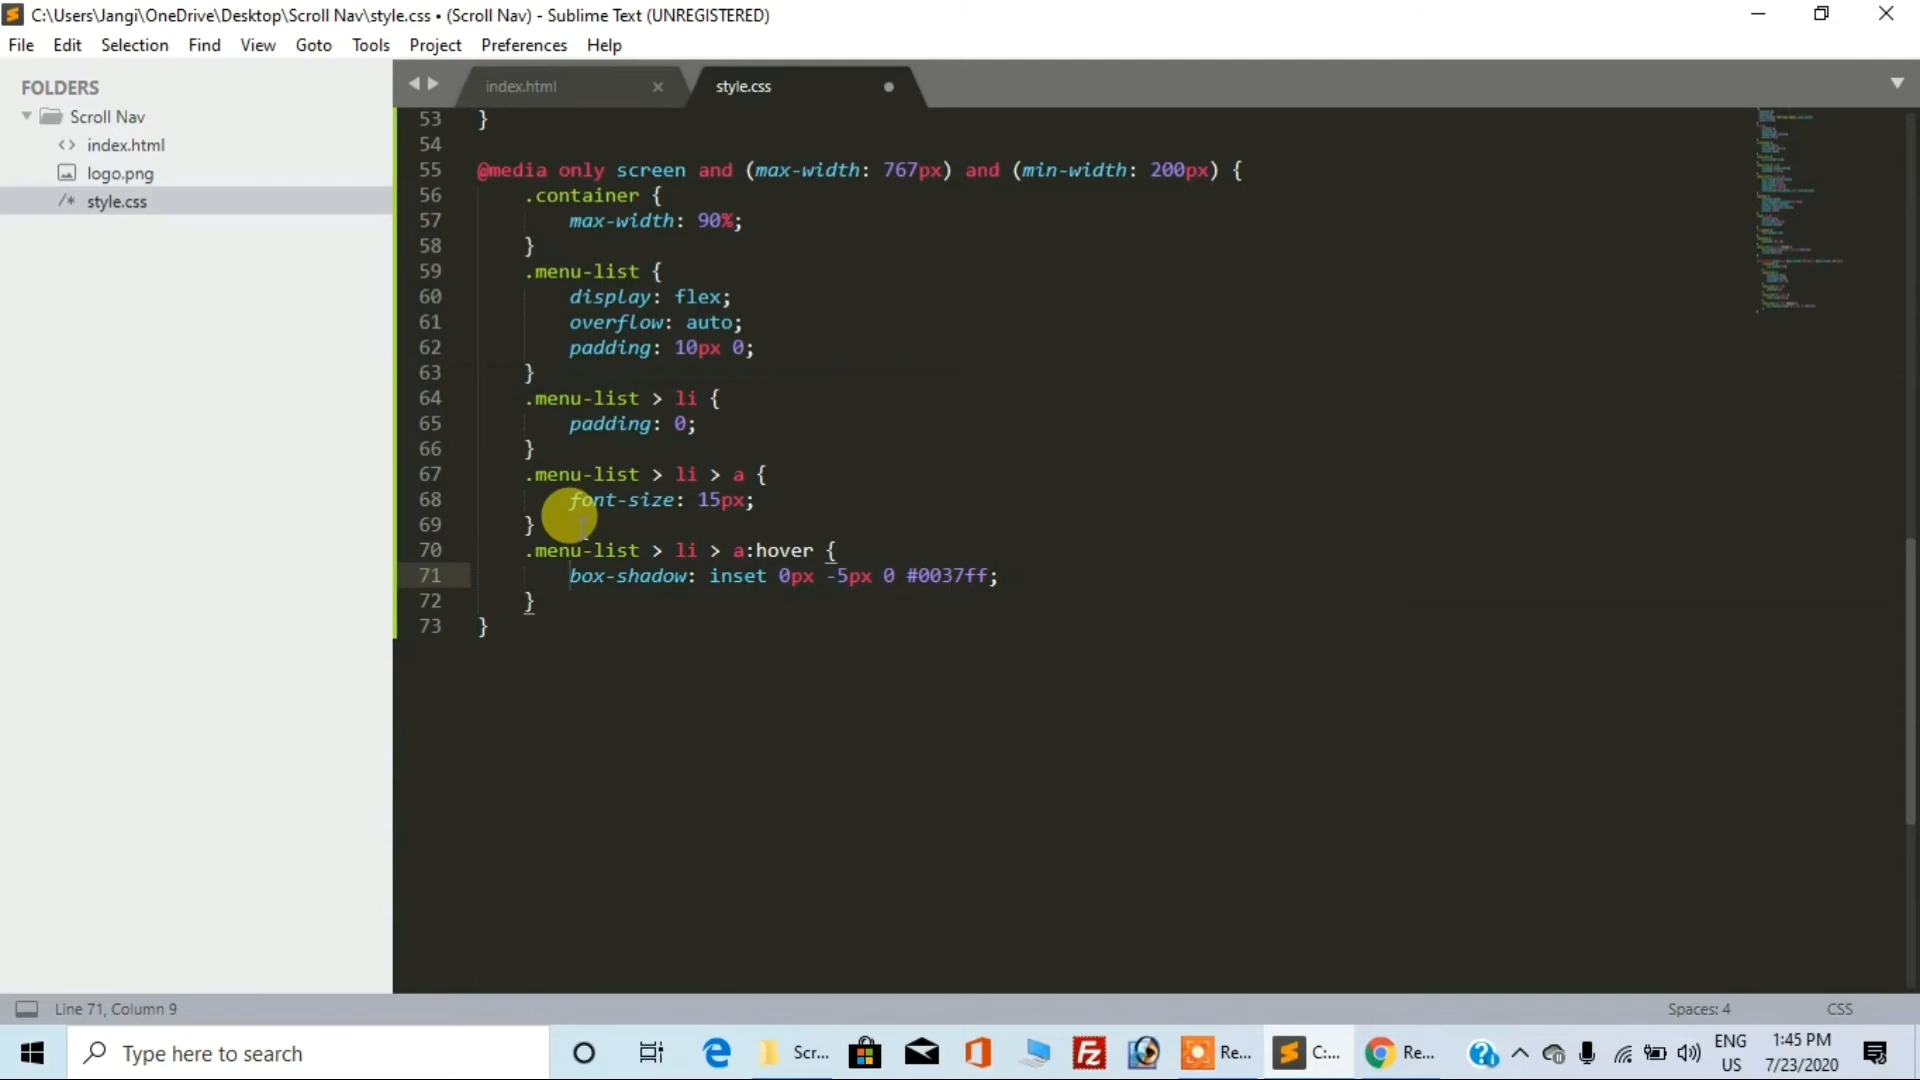 C:\Users\Jangi\OneDrive\Desktop\Scroll Nav\style.css • (Scroll Nav) - Sublime Text (UNREGISTERED)
File Edit Selection Find View Goto Tools Project Preferences Help
FOLDERS
Scroll Nav
<> index.html
logo.png
/* style.css
index.html
style.css
53 }
54
55 @media only screen and (max-width: 767px) and (min-width: 200px) {
56 .container {
57 max-width: 90%;
58 }
59 .menu-list {
60 display: flex;
61 overflow: auto;
62 padding: 10px 0;
63 }
64 .menu-list > li {
65 padding: 0;
66 }
67 .menu-list > li > a {
68 font-size: 15px;
69 }
70 .menu-list > li > a:hover {
71 box-shadow: inset 0px -5px 0 #0037ff;
72 }
73 }
Line 71, Column 9 Spaces: 4 CSS
Type here to search Scr... Re... C:... Re... ENG US 1:45 PM 7/23/2020